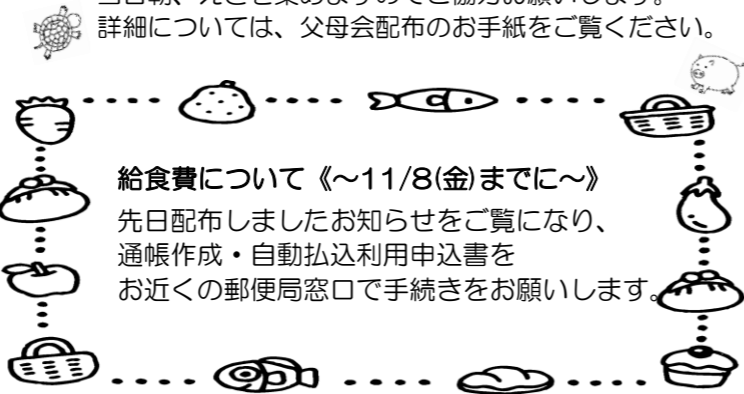 詳細については、父母会配布のお手紙をご覧ください。
給食費について《～11/8(金)までに～》
先日配布しましたお知らせをご覧になり、
通帳作成・自動払込利用申込書を
お近くの郵便局窓口で手続きをお願いします。